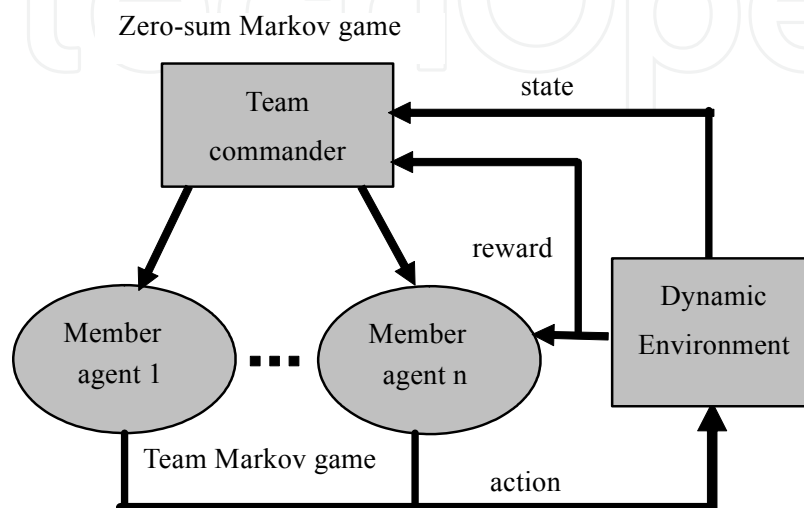 Zero-sum Markov game
Team
commander
state
reward
Dynamic
Environment
Member
agent 1
Member
agent n
Team Markov game
action